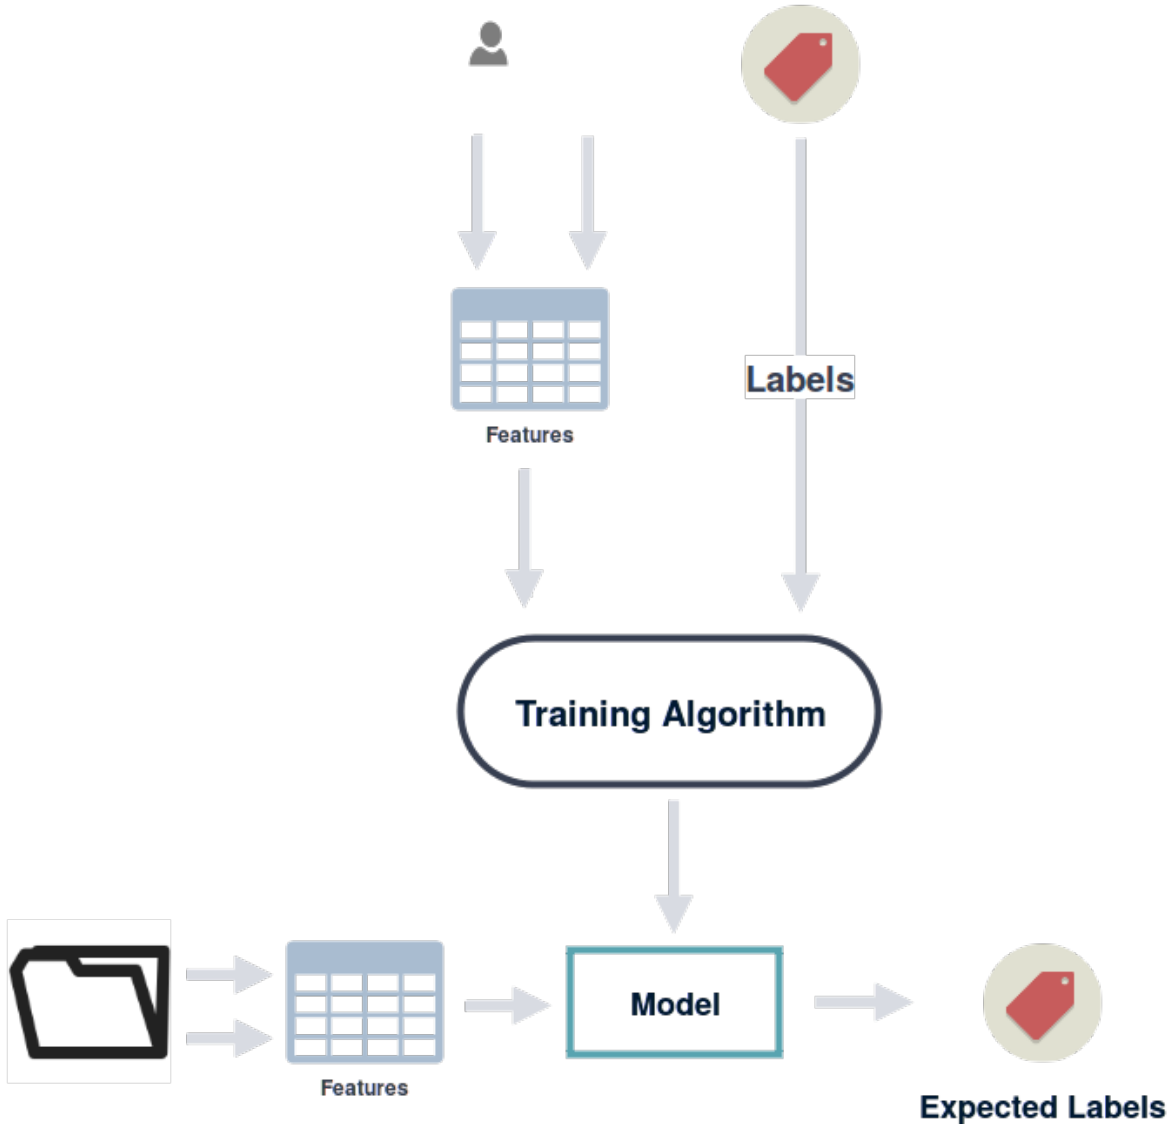 Labels
Features
Training Algorithm
Model
Features
Expected Labels